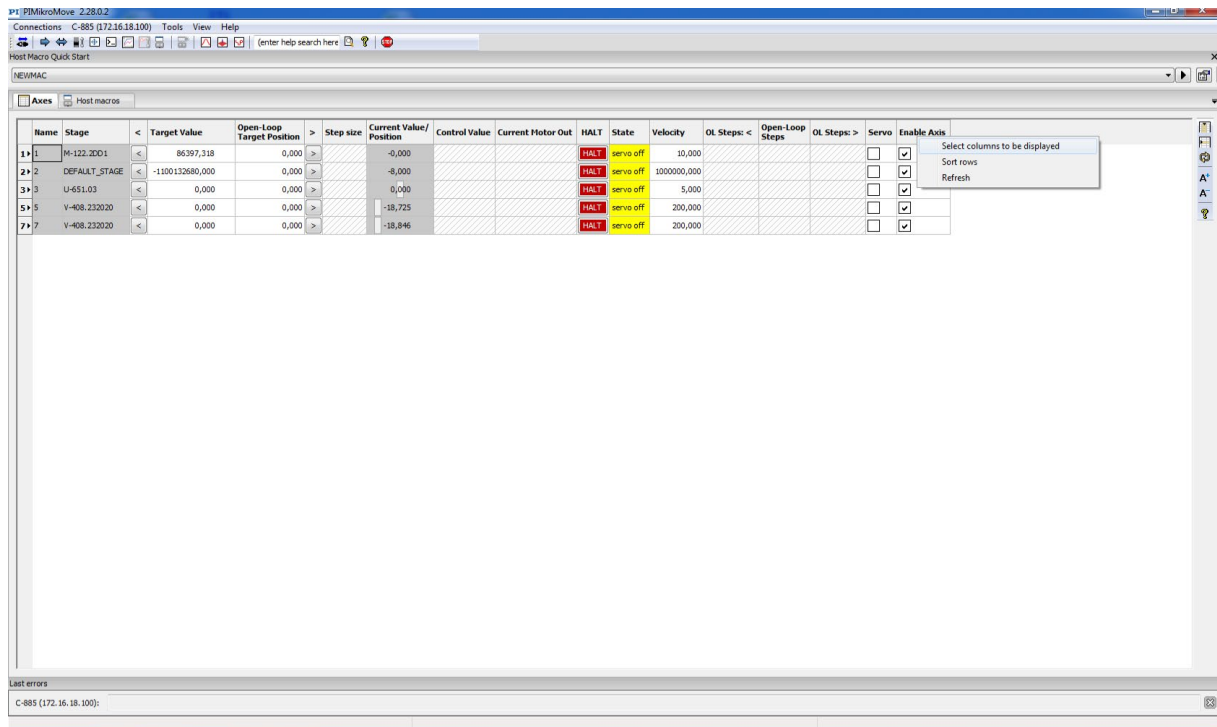 PI PIMikroMove 2.28.0.2
Connections C-885 (172.16.18.100) Tools View Help
(enter help search here
STOP
Host Macro Quick Start
NEWMAC
Axes Host macros
Name Stage < Target Value Open-Loop Target Position > Step size Current Value/ Position Control Value Current Motor Out HALT State Velocity OL Steps: < Open-Loop Steps OL Steps: > Servo Enable Axis
1 1 M-122.2DD1 < 86397,318 0,000 > -0,000 HALT servo off 10,000
2 2 DEFAULT_STAGE < -1100132680,000 0,000 > -8,000 HALT servo off 1000000,000
3 3 U-651.03 < 0,000 0,000 > 0,000 HALT servo off 5,000
5 5 V-408.232020 < 0,000 0,000 > -18,725 HALT servo off 200,000
7 7 V-408.232020 < 0,000 0,000 > -18,846 HALT servo off 200,000
Select columns to be displayed
Sort rows
Refresh
A+
A-
Last errors
C-885 (172.16.18.100):